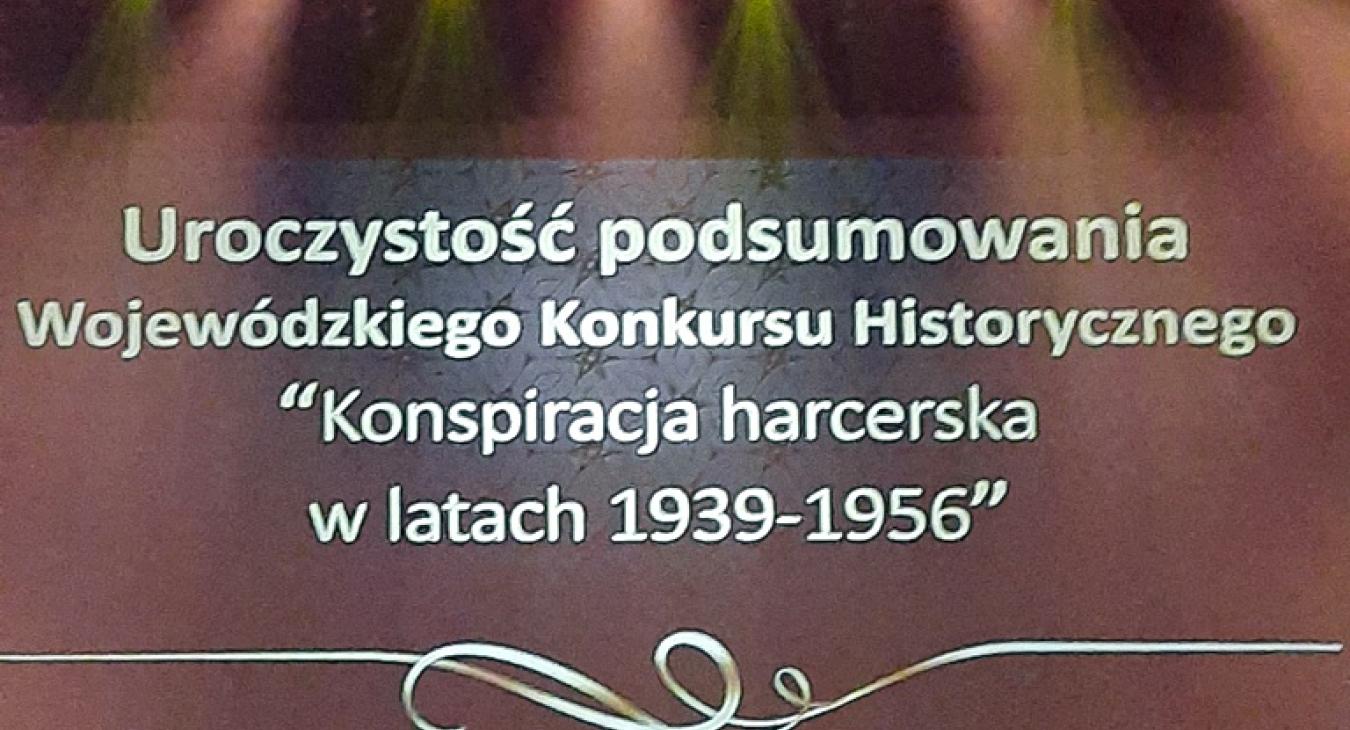 Uroczystość podsumowania
Wojewódzkiego Konkursu Historycznego
“Konspiracja harcerska
w latach 1939-1956”